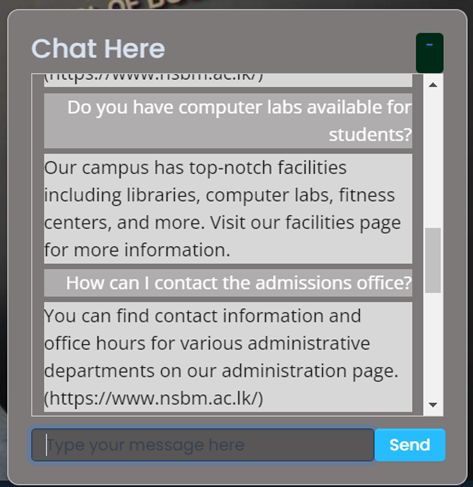 OF
Chat Here
-
(https://www.nsbm.ac.lk/)
Do you have computer labs available for
students?
Our campus has top-notch facilities
including libraries, computer labs, fitness
centers, and more. Visit our facilities page
for more information.
How can I contact the admissions office?
You can find contact information and
office hours for various administrative
departments on our administration page.
(https://www.nsbm.ac.lk/)
Type your message here
Send